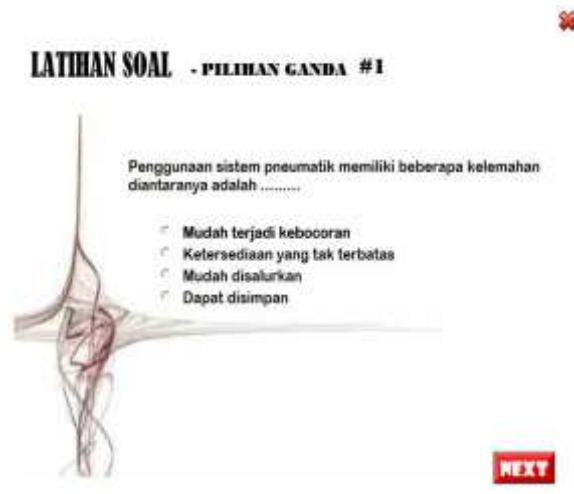 LATIHAN SOAL - PILIHAN GANDA #1
Penggunaan sistem pneumatik memiliki beberapa kelemahan
diantaranya adalah .........
Mudah terjadi kebocoran
Ketersediaan yang tak terbatas
Mudah disalurkan
Dapat disimpan
NEXT